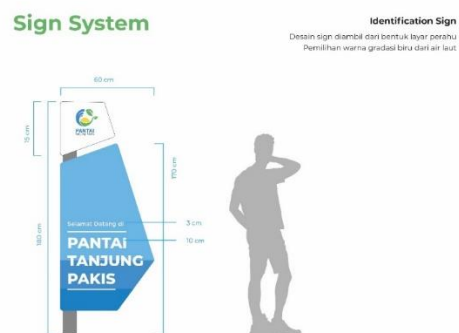 Sign System
Identification Sign
Desain sign diambil dari bentuk layar perahu
Pemilihan warna gradasi biru dari air laut
60 cm
PANTAI
15 cm
170 cm
180 cm
Selamat Datang di
3 cm
PANTAI
10 cm
TANJUNG
PAKIS